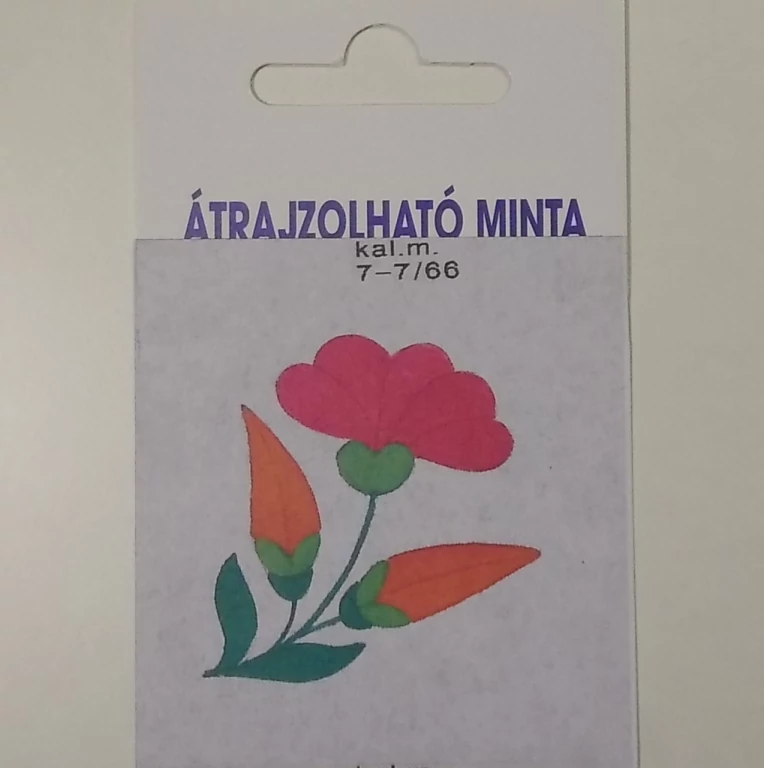 ÁTRAJZOLHATÓ MINTA
kal.m.
7-7/66